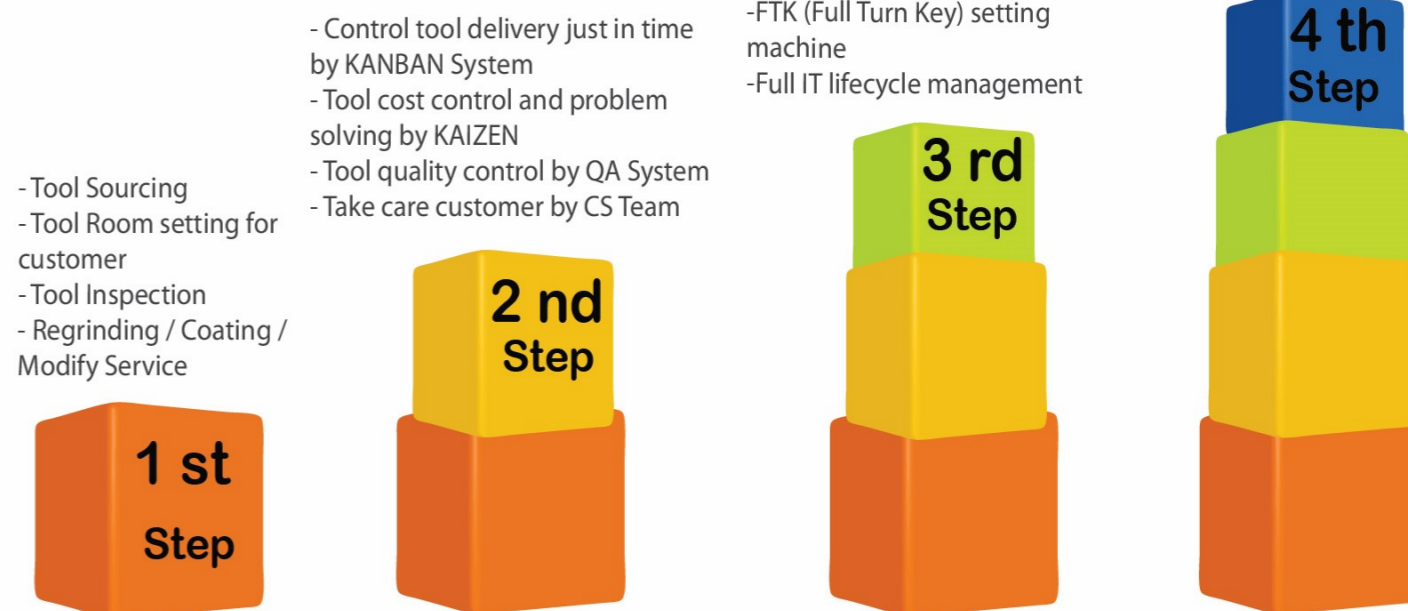 - Tool Sourcing
- Tool Room setting for
customer
- Tool Inspection
- Regrinding / Coating /
Modify Service
1 st
Step
- Control tool delivery just in time
by KANBAN System
- Tool cost control and problem
solving by KAIZEN
- Tool quality control by QA System
- Take care customer by CS Team
2 nd
Step
-FTK (Full Turn Key) setting
machine
-Full IT lifecycle management
3 rd
Step
4 th
Step